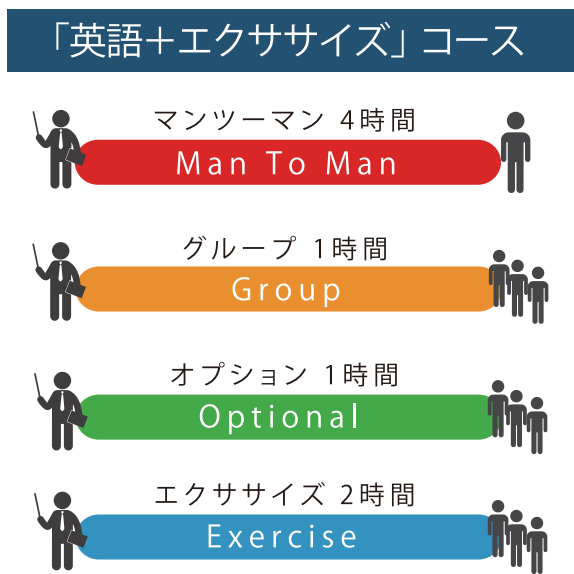 「英語＋エクササイズ」コース
マンツーマン 4時間
Man To Man
グループ 1時間
Group
オプション 1時間
Optional
エクササイズ 2時間
Exercise